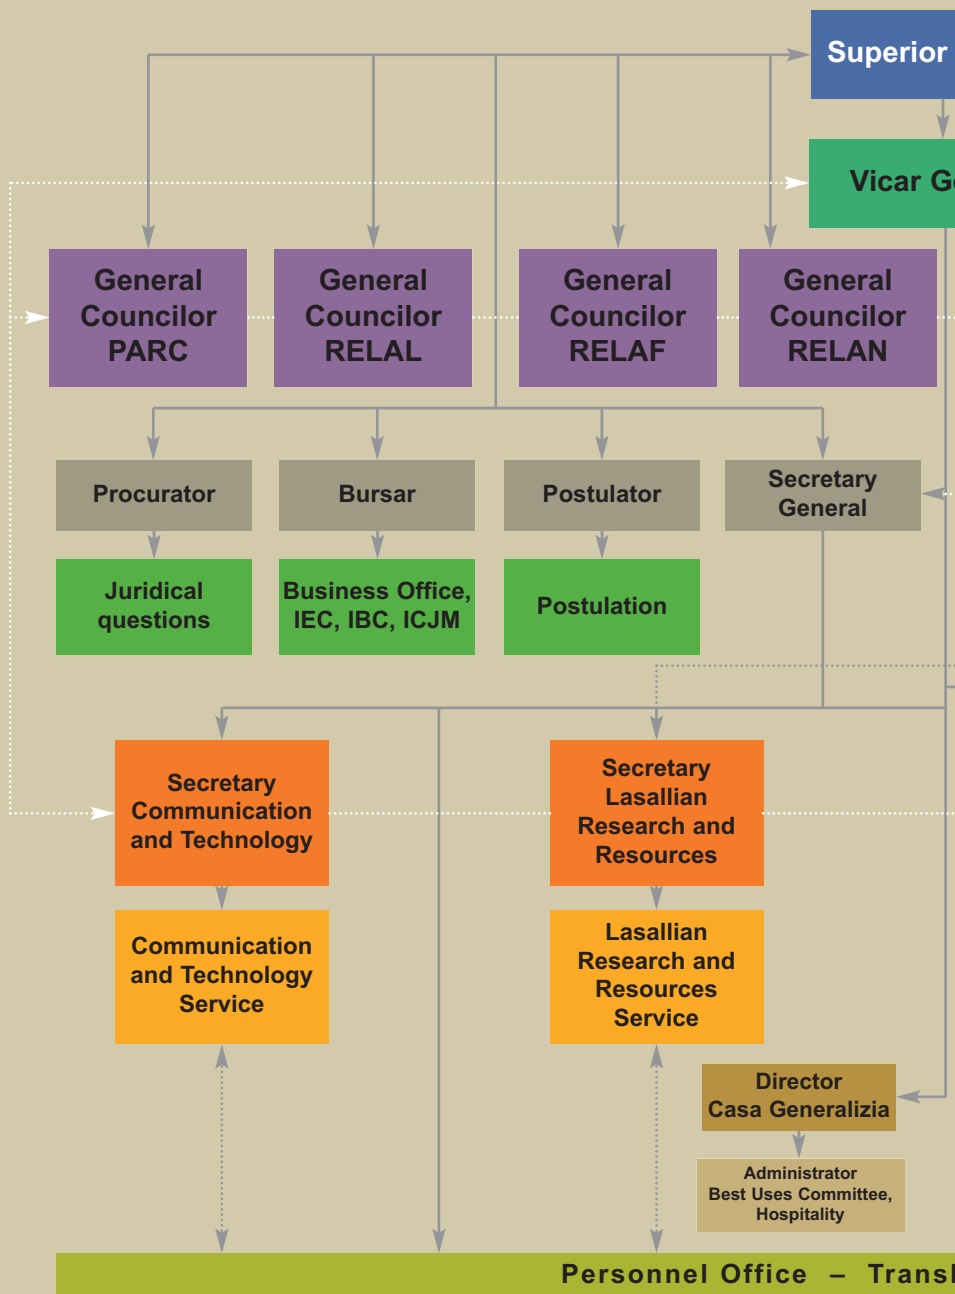 Superior
Vicar
General
Councilor
PARC
General
Councilor
RELAL
General
Councilor
RELAF
General
Councilor
RELAN
Procurator
Bursar
Postulator
Secretary
General
Juridical
questions
Business Office,
IEC, IBC, ICJM
Postulation
Secretary
Communication
and Technology
Secretary
Lasallian
Research and
Resources
Communication
and Technology
Service
Lasallian
Research and
Resources
Service
Director
Casa Generalizia
Administrator
Best Uses Committee,
Hospitality
Personnel Office –